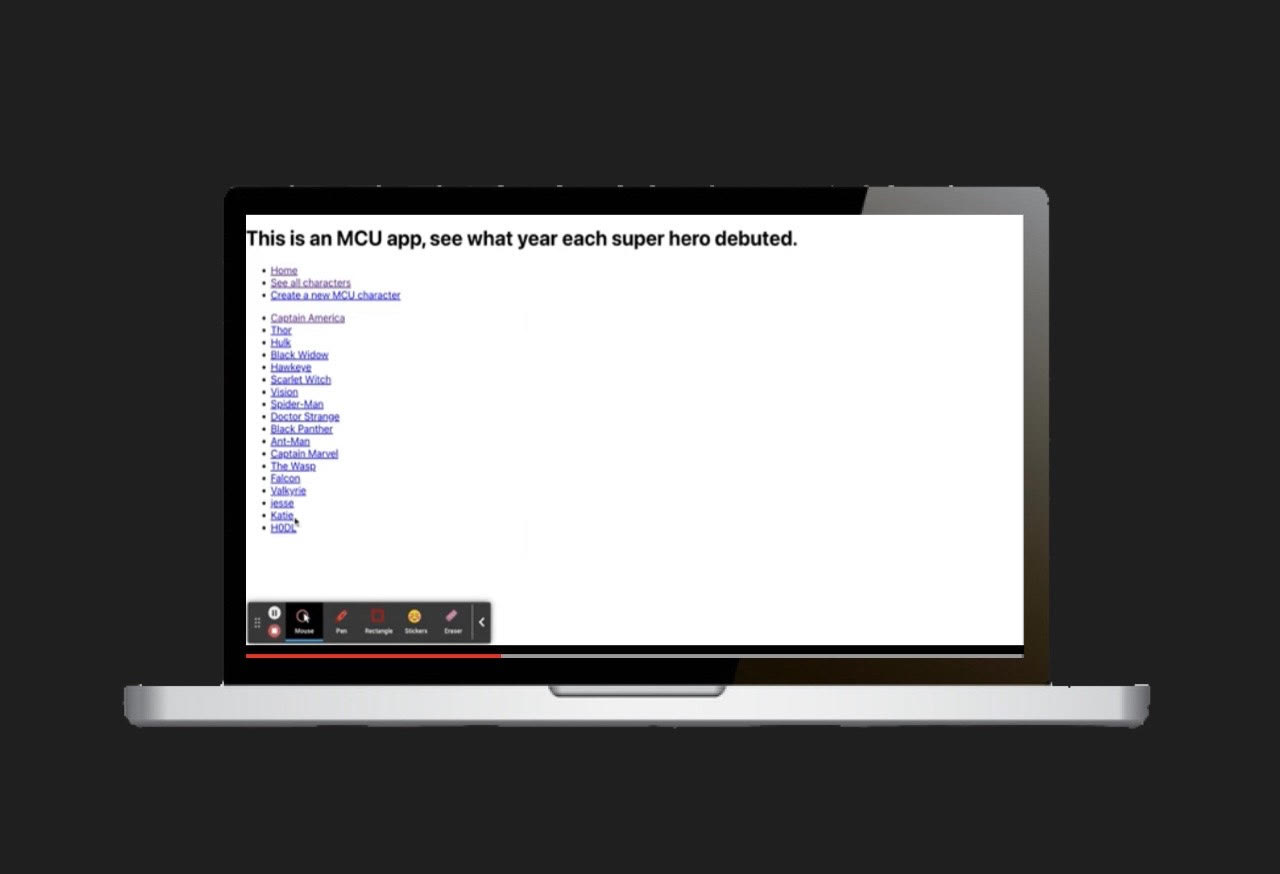 This is an MCU app, see what year each super hero debuted.
Home
See all characters
Create a new MCU character
Captain America
Thor
Hulk
Black Widow
Hawkeye
Scarlet Witch
Vision
Spider-Man
Doctor Strange
Black Panther
Ant-Man
Captain Marvel
The Wasp
Falcon
Valkyrie
jesse
Katie
HODL
Mouse Pen Rectangle Stickers Eraser